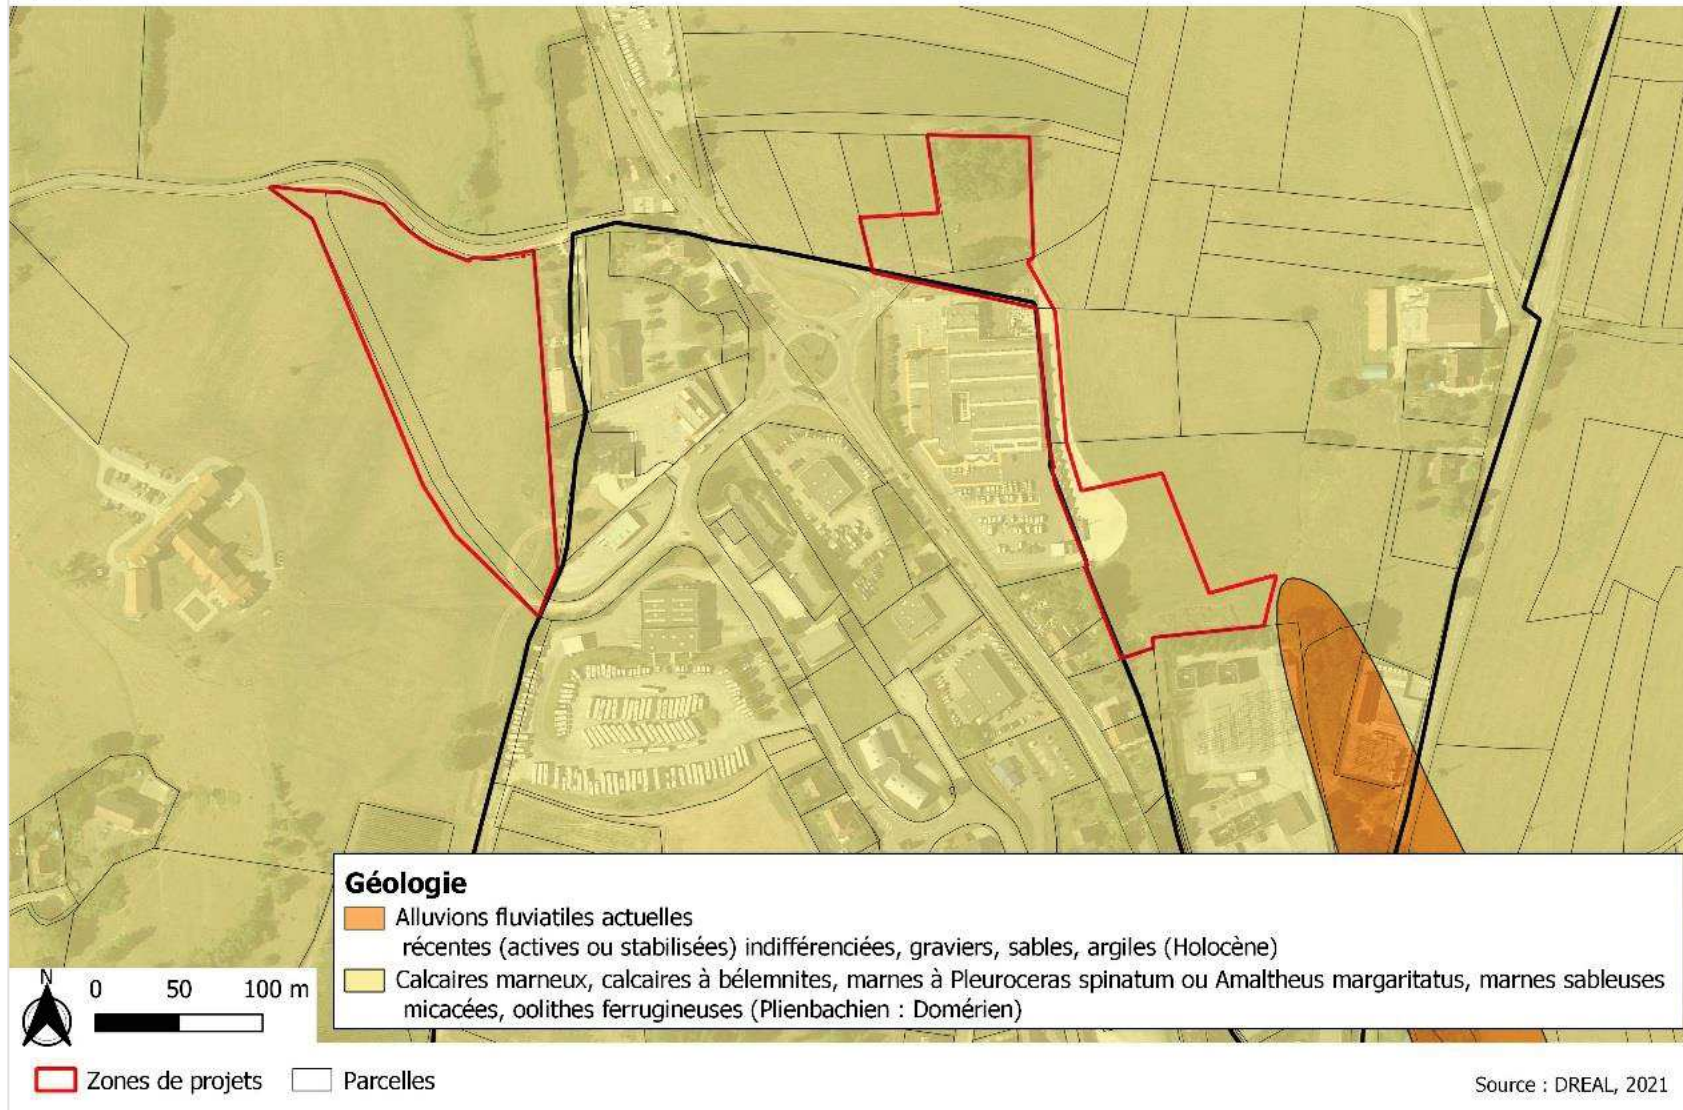 Géologie
Alluvions fluviatiles actuelles
récentes (actives ou stabilisées) indifférenciées, graviers, sables, argiles (Holocène)
Calcaires marneux, calcaires à bélemnites, marnes à Pleuroceras spinatum ou Amaltheus margaritatus, marnes sableuses
micacées, oolithes ferrugineuses (Plienbachien : Domérien)
N
0 50 100 m
Zones de projets
Parcelles
Source : DREAL, 2021